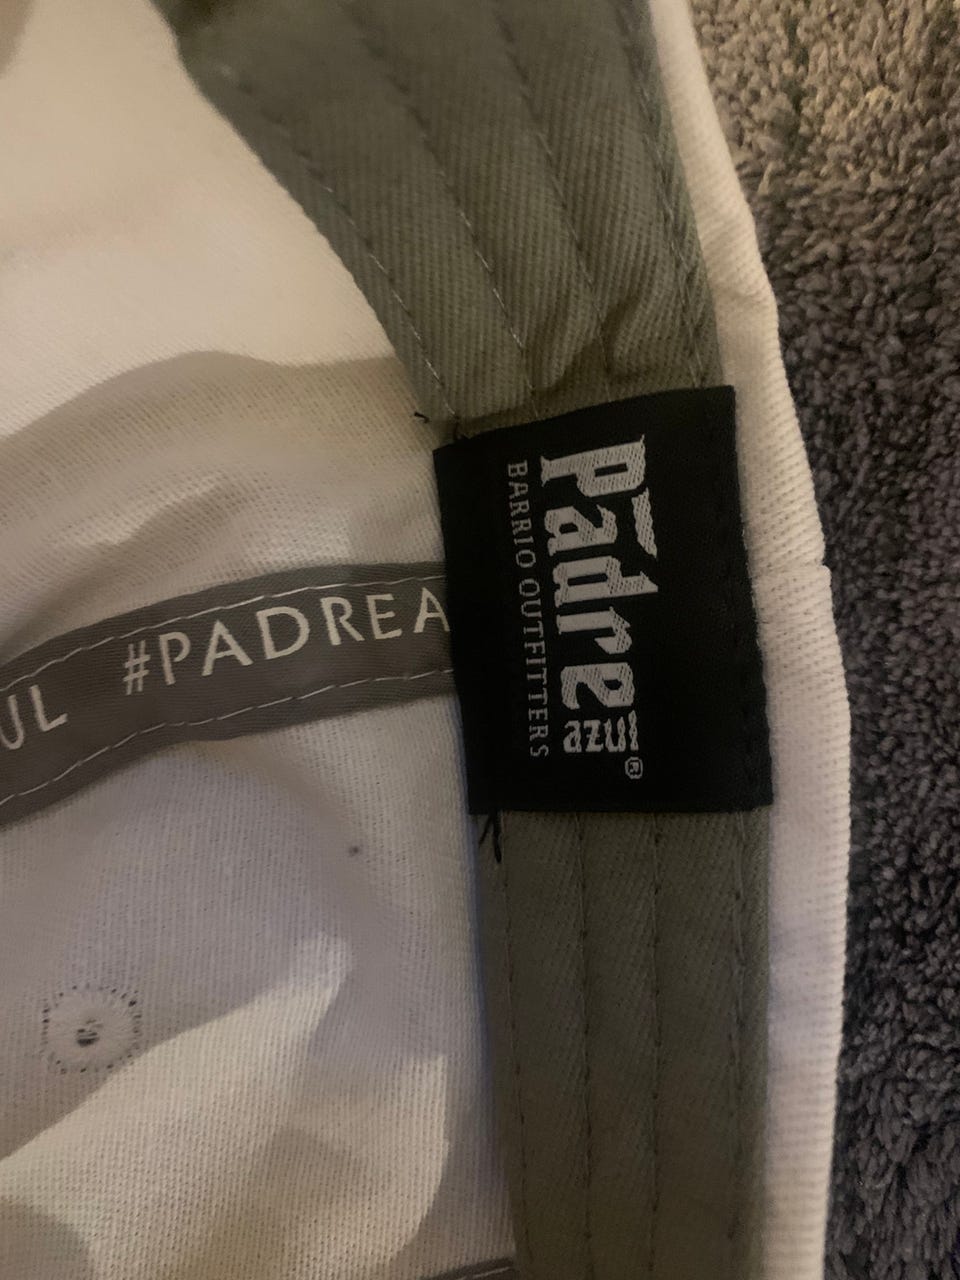 padre
azul®
BARRIO OUTFITTERS
UL #PADREA